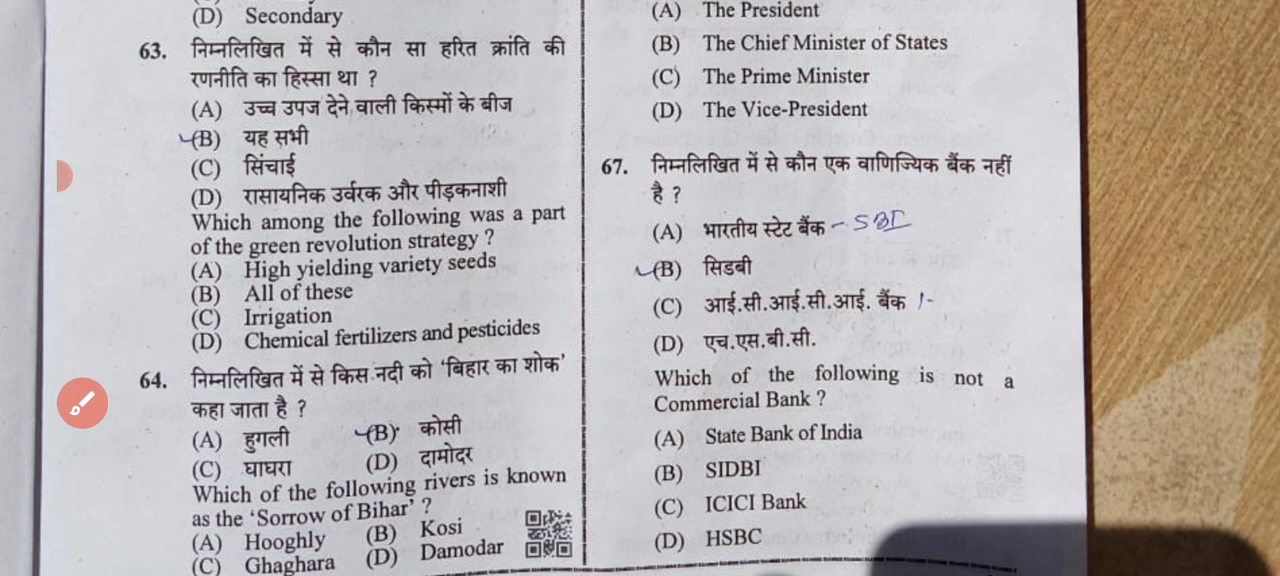 (D) Secondary
63. निम्नलिखित में से कौन सा हरित क्रांति की
रणनीति का हिस्सा था ?
(A) उच्च उपज देने वाली किस्मों के बीज
(B) यह सभी
(C) सिंचाई
(D) रासायनिक उर्वरक और पीड़कनाशी
Which among the following was a part
of the green revolution strategy ?
(A) High yielding variety seeds
(B) All of these
(C) Irrigation
(D) Chemical fertilizers and pesticides
64. निम्नलिखित में से किस नदी को ‘बिहार का शोक’
कहा जाता है ?
(A) हुगली (B) कोसी
(C) घाघरा (D) दामोदर
Which of the following rivers is known
as the ‘Sorrow of Bihar’ ?
(A) Hooghly (B) Kosi
(C) Ghaghara (D) Damodar
(A) The President
(B) The Chief Minister of States
(C) The Prime Minister
(D) The Vice-President
67. निम्नलिखित में से कौन एक वाणिज्यिक बैंक नहीं
है ?
(A) भारतीय स्टेट बैंक - SBI
(B) सिडबी
(C) आई.सी.आई.सी.आई. बैंक
(D) एच.एस.बी.सी.
Which of the following is not a
Commercial Bank ?
(A) State Bank of India
(B) SIDBI
(C) ICICI Bank
(D) HSBC